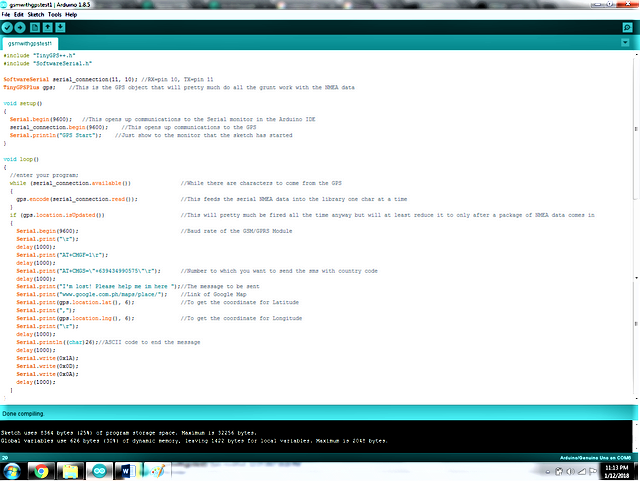 gsmwithgpstest1 | Arduino 1.8.5
File Edit Sketch Tools Help
gsmwithgpstest1
#include "TinyGPS++.h"
#include "SoftwareSerial.h"
SoftwareSerial serial_connection(11, 10); //RX=pin 10, TX=pin 11
TinyGPSPlus gps; //This is the GPS object that will pretty much do all the grunt work with the NMEA data
void setup()
{
Serial.begin(9600); //This opens up communications to the Serial monitor in the Arduino IDE
serial_connection.begin(9600); //This opens up communications to the GPS
Serial.println("GPS Start"); //Just show to the monitor that the sketch has started
}
void loop()
{
//enter your program;
while (serial_connection.available()) //While there are characters to come from the GPS
{
gps.encode(serial_connection.read()); //This feeds the serial NMEA data into the library one char at a time
}
if (gps.location.isUpdated()) //This will pretty much be fired all the time anyway but will at least reduce it to only after a package of NMEA data comes in
{
Serial.begin(9600); //Baud rate of the GSM/GPRS Module
Serial.print("\r");
delay(1000);
Serial.print("AT+CMGF=1\r");
delay(1000);
Serial.print("AT+CMGS=\"+639434990575\"\r"); //Number to which you want to send the sms with country code
delay(1000);
Serial.print("I'm lost! Please help me im here ");//The message to be sent
Serial.print("www.google.com.ph/maps/place/"); //Link of Google Map
Serial.print(gps.location.lat(), 6); //To get the coordinate for Latitude
Serial.print(",");
Serial.print(gps.location.lng(), 6); //To get the coordinate for Longitude
Serial.print("\r");
delay(1000);
Serial.println((char)26);//ASCII code to end the message
delay(1000);
Serial.write(0x1A);
Serial.write(0x0D);
Serial.write(0x0A);
delay(1000);
}
Done compiling.
Sketch uses 8364 bytes (25%) of program storage space. Maximum is 32256 bytes.
Global variables use 626 bytes (30%) of dynamic memory, leaving 1422 bytes for local variables. Maximum is 2048 bytes.
29
Arduino/Genuino Uno on COM6
11:13 PM
1/12/2018